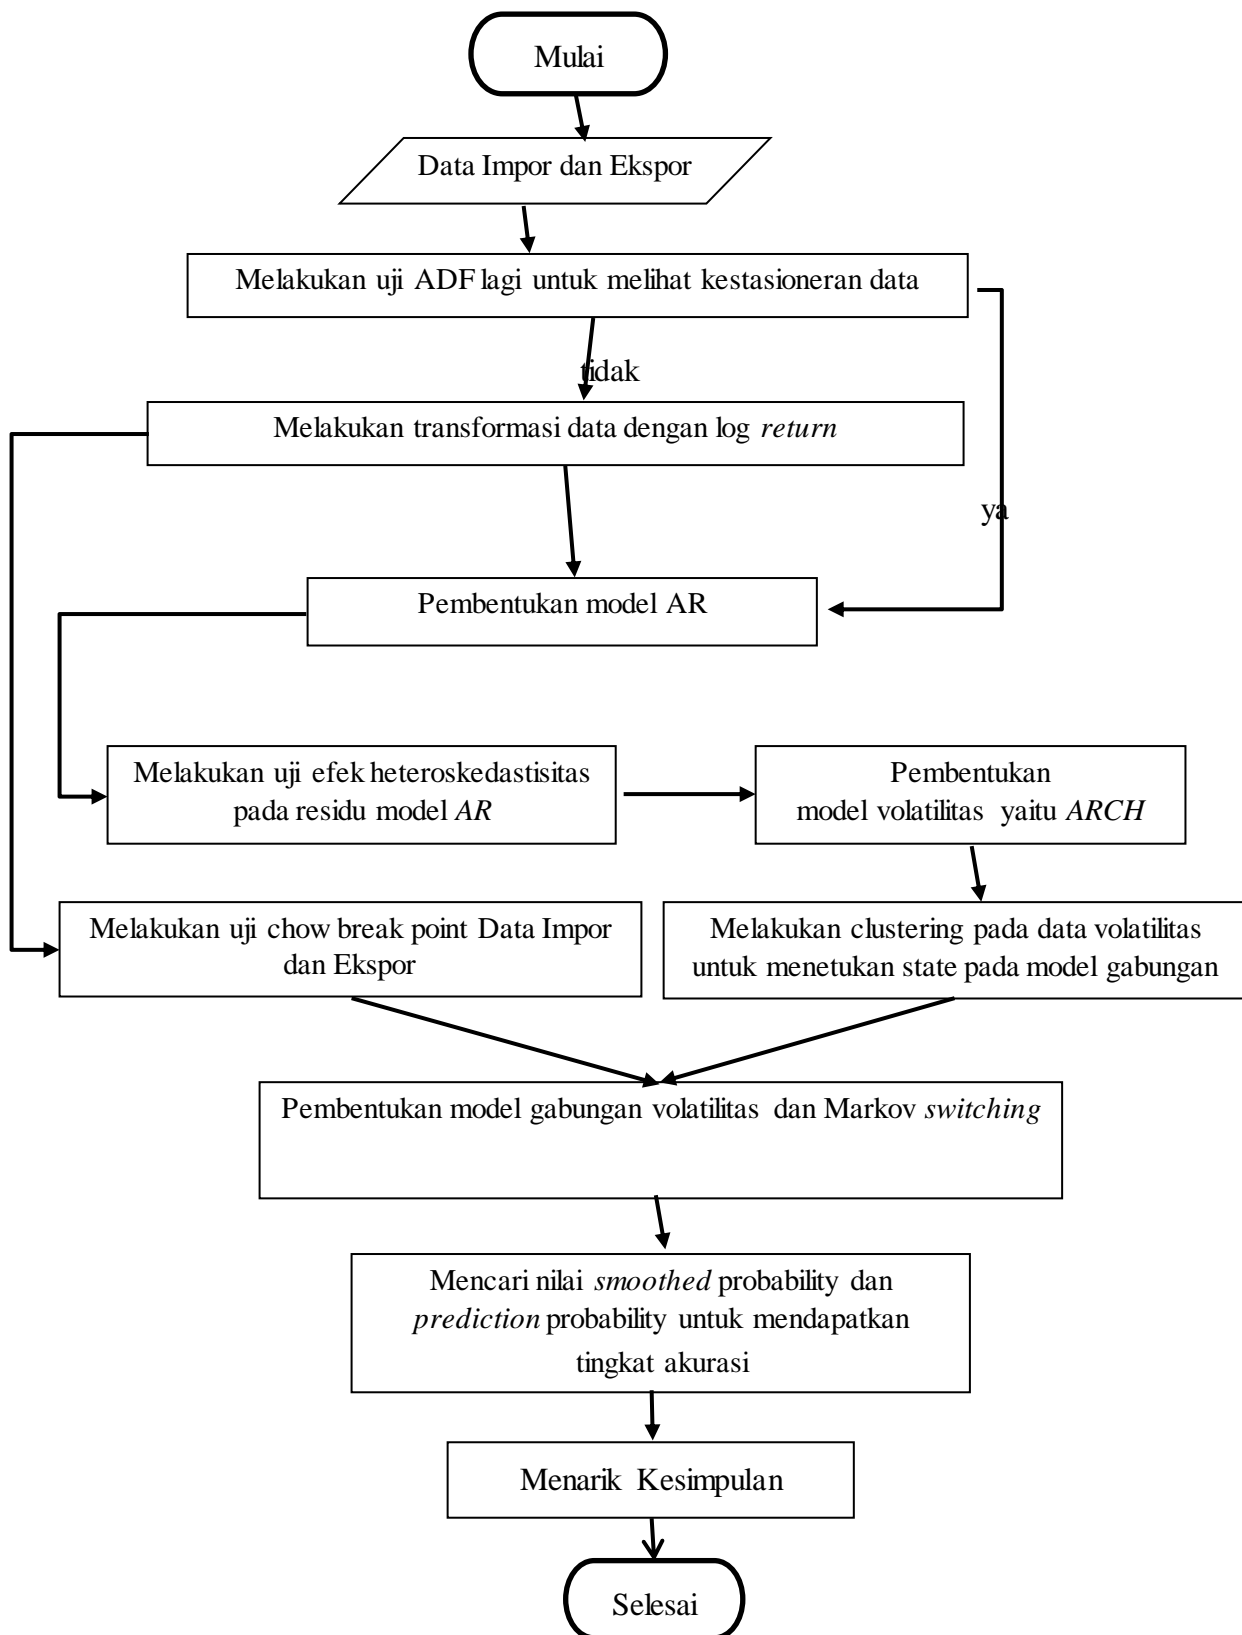 Mulai
Data Impor dan Ekspor
Melakukan uji ADF lagi untuk melihat kestasioneran data
tidak
Melakukan transformasi data dengan log return
ya
Pembentukan model AR
Melakukan uji efek heteroskedastisitas
pada residu model AR
Pembentukan
model volatilitas yaitu ARCH
Melakukan uji chow break point Data Impor
dan Ekspor
Melakukan clustering pada data volatilitas
untuk menetukan state pada model gabungan
Pembentukan model gabungan volatilitas dan Markov switching
Mencari nilai smoothed probability dan
prediction probability untuk mendapatkan
tingkat akurasi
Menarik Kesimpulan
Selesai